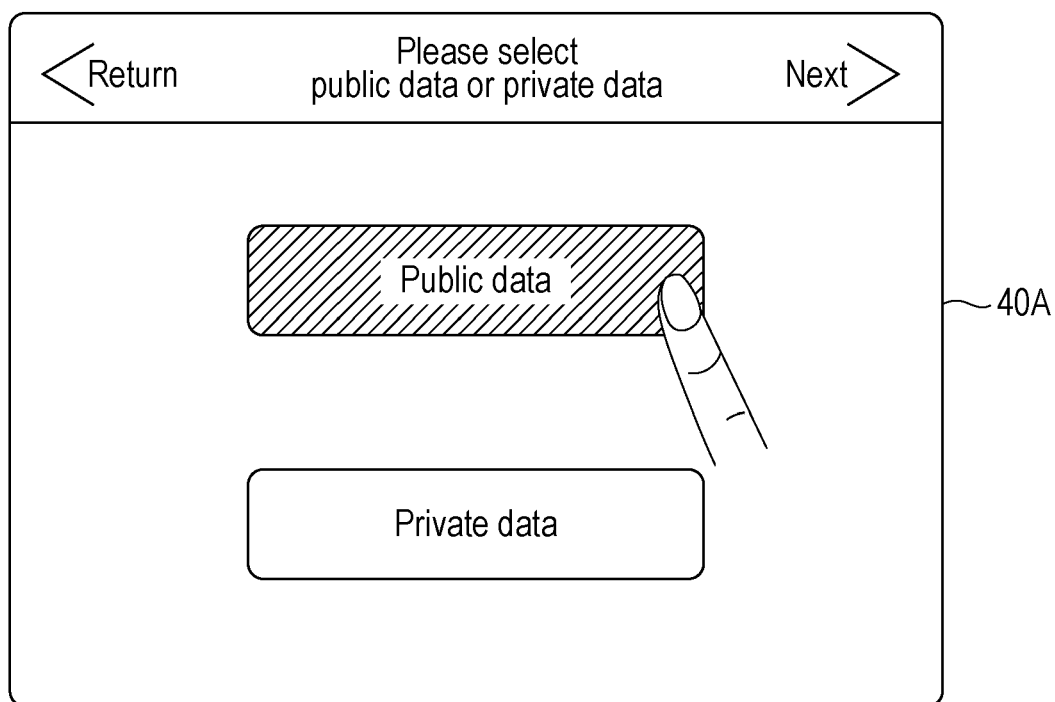 Return
Please select
public data or private data
Next
Public data
40A
Private data